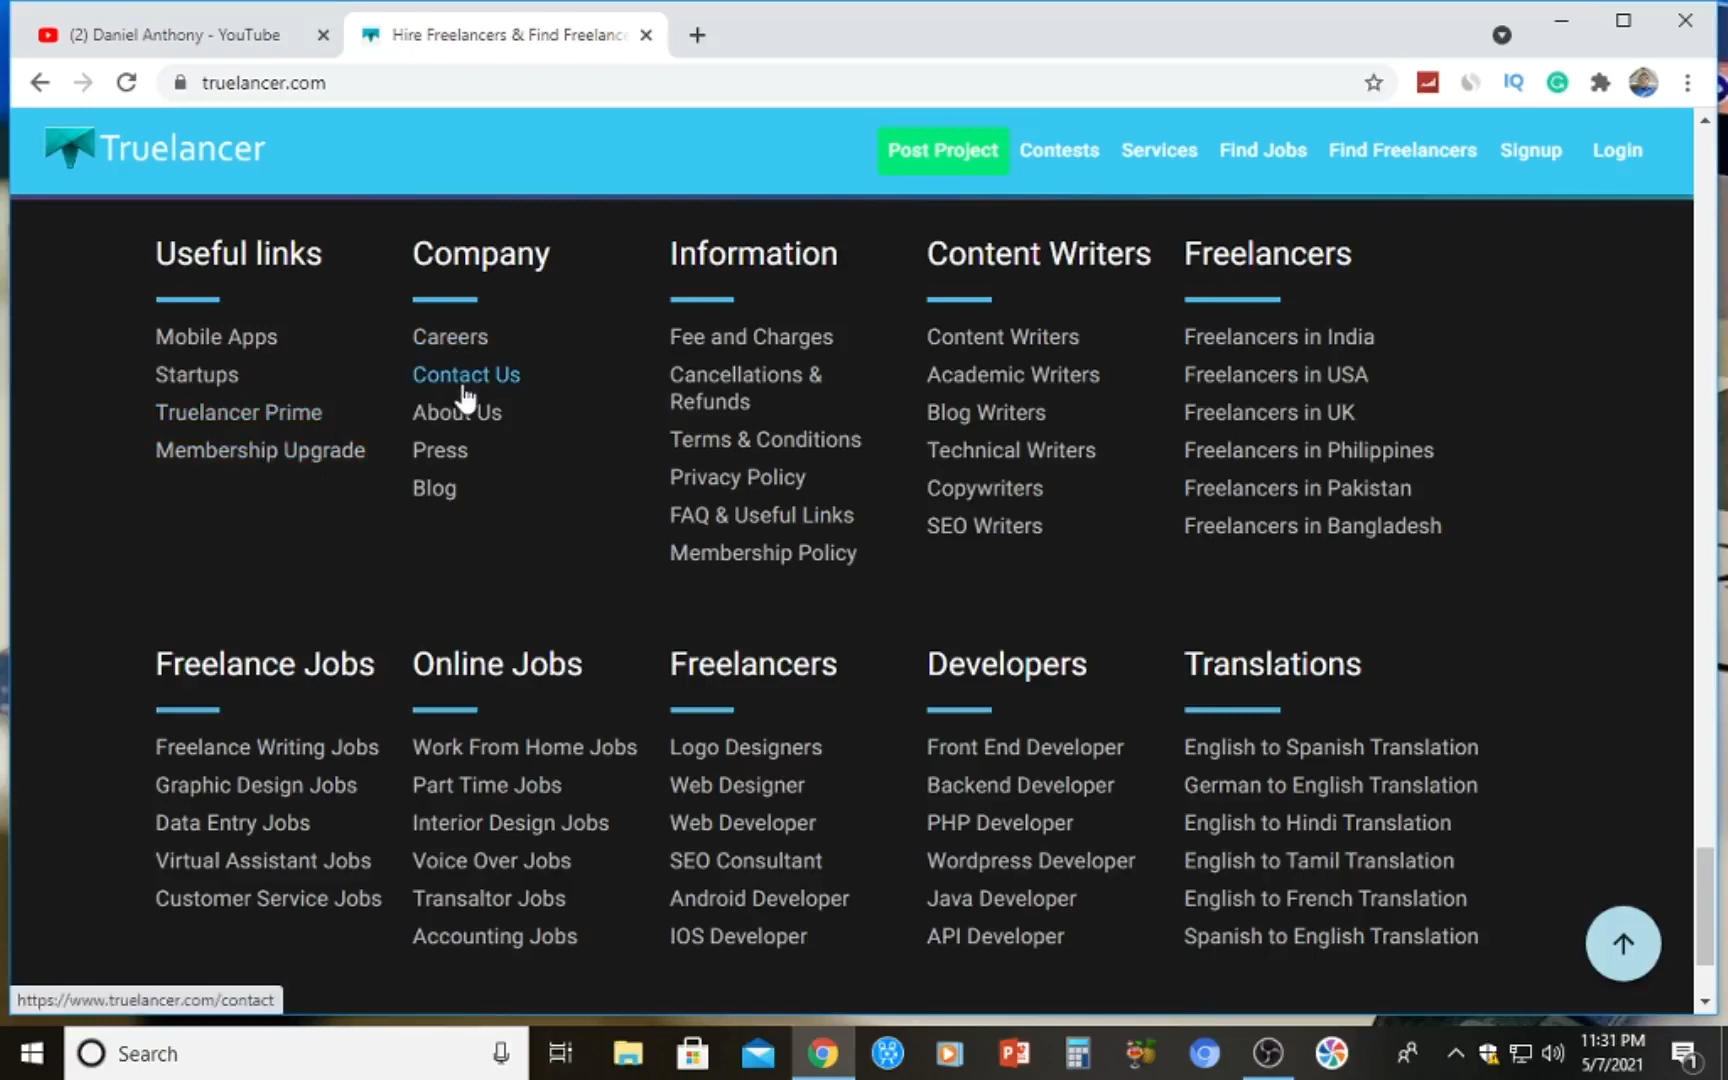 (2) Daniel Anthony - YouTube
Hire Freelancers & Find Freelanc
truelancer.com
IQ
Truelancer
Post Project
Contests
Services
Find Jobs
Find Freelancers
Signup
Login
Useful links
Mobile Apps
Startups
Truelancer Prime
Membership Upgrade
Company
Careers
Contact Us
About Us
Press
Blog
Information
Fee and Charges
Cancellations &
Refunds
Terms & Conditions
Privacy Policy
FAQ & Useful Links
Membership Policy
Content Writers
Content Writers
Academic Writers
Blog Writers
Technical Writers
Copywriters
SEO Writers
Freelancers
Freelancers in India
Freelancers in USA
Freelancers in UK
Freelancers in Philippines
Freelancers in Pakistan
Freelancers in Bangladesh
Freelance Jobs
Freelance Writing Jobs
Graphic Design Jobs
Data Entry Jobs
Virtual Assistant Jobs
Customer Service Jobs
Online Jobs
Work From Home Jobs
Part Time Jobs
Interior Design Jobs
Voice Over Jobs
Transaltor Jobs
Accounting Jobs
Freelancers
Logo Designers
Web Designer
Web Developer
SEO Consultant
Android Developer
IOS Developer
Developers
Front End Developer
Backend Developer
PHP Developer
Wordpress Developer
Java Developer
API Developer
Translations
English to Spanish Translation
German to English Translation
English to Hindi Translation
English to Tamil Translation
English to French Translation
Spanish to English Translation
https://www.truelancer.com/contact
Search
11:31 PM
5/7/2021
1